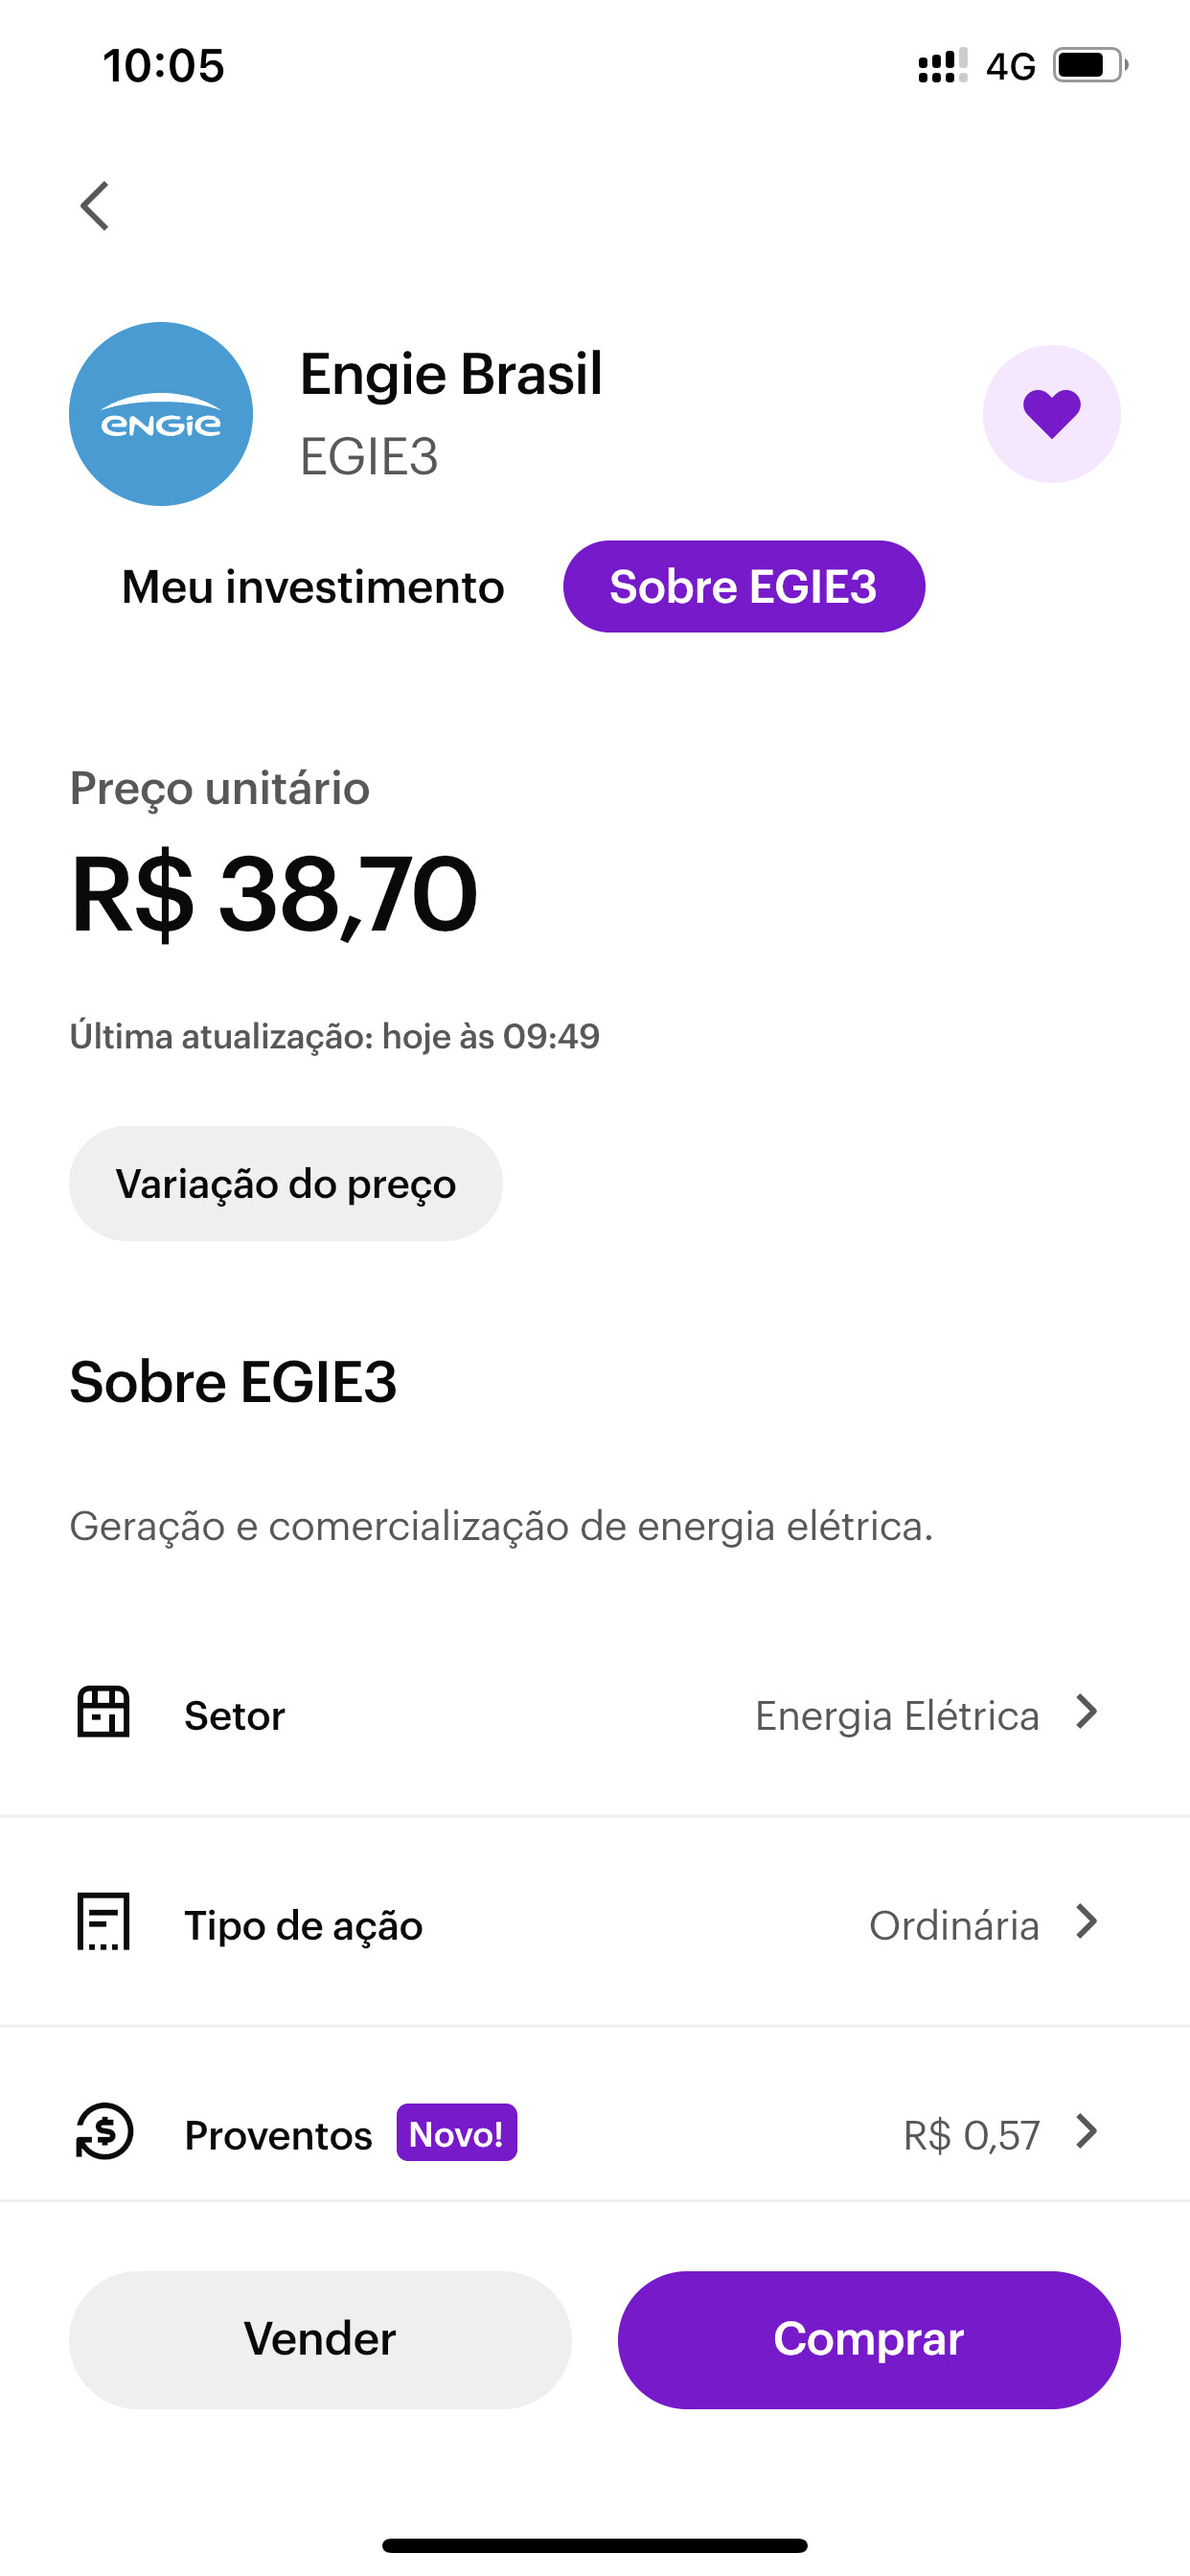 10:05 4G
ENGIE
Engie Brasil
EGIE3
Meu investimento Sobre EGIE3
Preço unitário
R$ 38,70
Última atualização: hoje às 09:49
Variação do preço
Sobre EGIE3
Geração e comercialização de energia elétrica.
Setor Energia Elétrica
Tipo de ação Ordinária
Proventos Novo! R$ 0,57
Vender Comprar